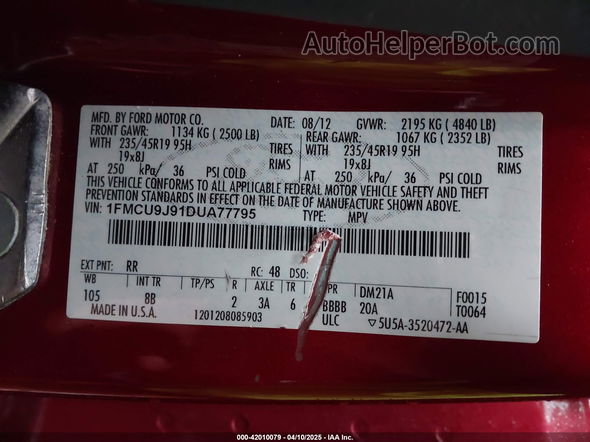 AutoHelperBot.com
MFD. BY FORD MOTOR CO.
DATE: 08/12 GVWR: 2195 KG ( 4840 LB)
FRONT GAWR: 1134 KG ( 2500 LB) REAR GAWR: 1067 KG ( 2352 LB)
WITH 235/45R19 95H TIRES WITH 235/45R19 95H TIRES
19x8J RIMS 19x8J RIMS
AT 250 kPa/ 36 PSI COLD AT 250 kPa/ 36 PSI COLD
THIS VEHICLE CONFORMS TO ALL APPLICABLE FEDERAL MOTOR VEHICLE SAFETY AND THEFT
PREVENTION STANDARDS IN EFFECT ON THE DATE OF MANUFACTURE SHOWN ABOVE.
VIN: 1FMCU9J91DUA77795 TYPE: MPV
EXT PNT: RR RC: 48 DSO:
WB INT TR TP/PS R AXLE TR
105 8B 2 3A 6 BBBB DM21A F0015
MADE IN U.S.A. 1201208085903 ULC 20A T0064
5U5A-3520472-AA
000-42010079 - 04/10/2025 - IAA Inc.